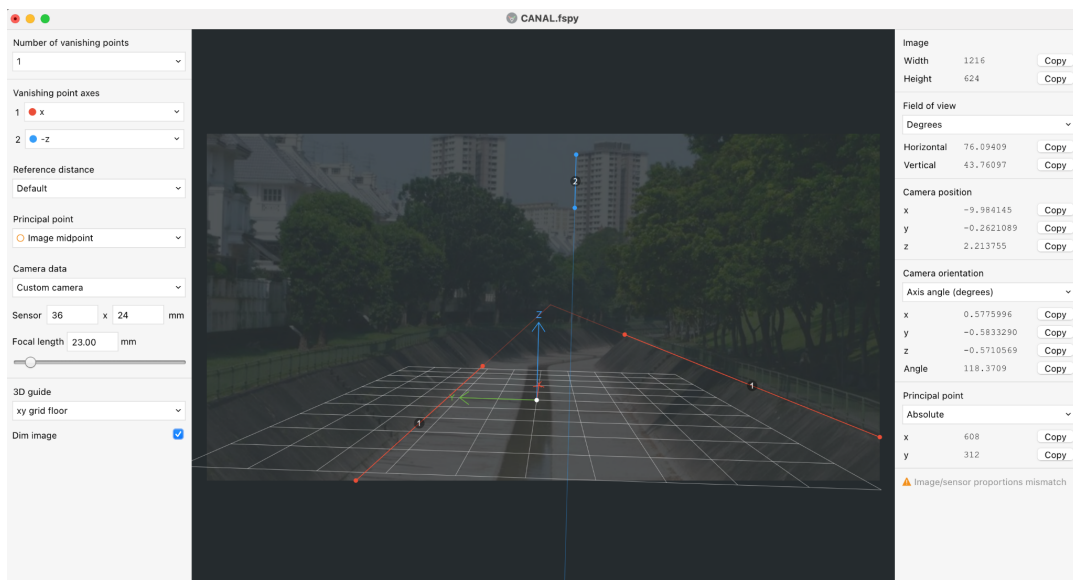 CANAL.fspy
Number of vanishing points
1
Vanishing point axes
1 x
2 -z
Reference distance
Default
Principal point
Image midpoint
Camera data
Custom camera
Sensor 36 x 24 mm
Focal length 23.00 mm
3D guide
xy grid floor
Dim image
2
Z
1
1
Image
Width 1216 Copy
Height 624 Copy
Field of view
Degrees
Horizontal 76.09409 Copy
Vertical 43.76097 Copy
Camera position
x -9.984145 Copy
y -0.2621089 Copy
z 2.213755 Copy
Camera orientation
Axis angle (degrees)
x 0.5775996 Copy
y -0.5833290 Copy
z -0.5710569 Copy
Angle 118.3709 Copy
Principal point
Absolute
x 608 Copy
y 312 Copy
Image/sensor proportions mismatch